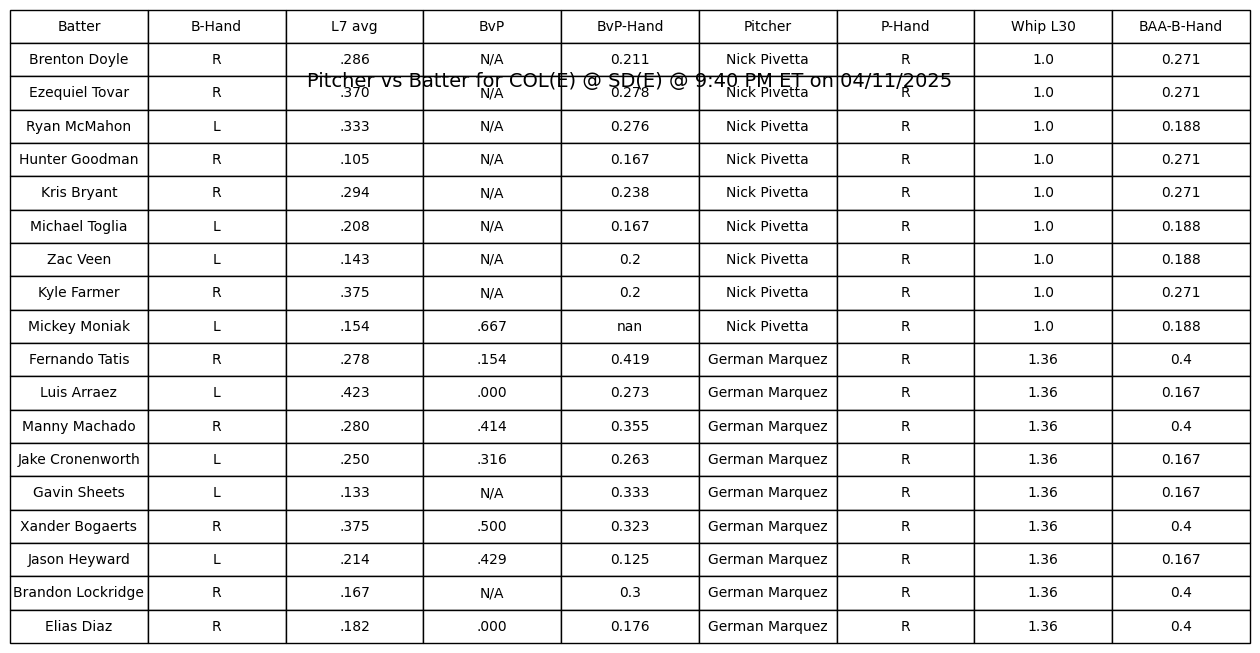 Batter B-Hand L7 avg BvP BvP-Hand Pitcher P-Hand Whip L30 BAA-B-Hand
Brenton Doyle R .286 N/A 0.211 Nick Pivetta R 1.0 0.271
Pitcher vs Batter for COL(E) @ SD(E) @ 9:40 PM ET on 04/11/2025
Ezequiel Tovar R .370 N/A 0.278 Nick Pivetta R 1.0 0.271
Ryan McMahon L .333 N/A 0.276 Nick Pivetta R 1.0 0.188
Hunter Goodman R .105 N/A 0.167 Nick Pivetta R 1.0 0.271
Kris Bryant R .294 N/A 0.238 Nick Pivetta R 1.0 0.271
Michael Toglia L .208 N/A 0.167 Nick Pivetta R 1.0 0.188
Zac Veen L .143 N/A 0.2 Nick Pivetta R 1.0 0.188
Kyle Farmer R .375 N/A 0.2 Nick Pivetta R 1.0 0.271
Mickey Moniak L .154 .667 nan Nick Pivetta R 1.0 0.188
Fernando Tatis R .278 .154 0.419 German Marquez R 1.36 0.4
Luis Arraez L .423 .000 0.273 German Marquez R 1.36 0.167
Manny Machado R .280 .414 0.355 German Marquez R 1.36 0.4
Jake Cronenworth L .250 .316 0.263 German Marquez R 1.36 0.167
Gavin Sheets L .133 N/A 0.333 German Marquez R 1.36 0.167
Xander Bogaerts R .375 .500 0.323 German Marquez R 1.36 0.4
Jason Heyward L .214 .429 0.125 German Marquez R 1.36 0.167
Brandon Lockridge R .167 N/A 0.3 German Marquez R 1.36 0.4
Elias Diaz R .182 .000 0.176 German Marquez R 1.36 0.4